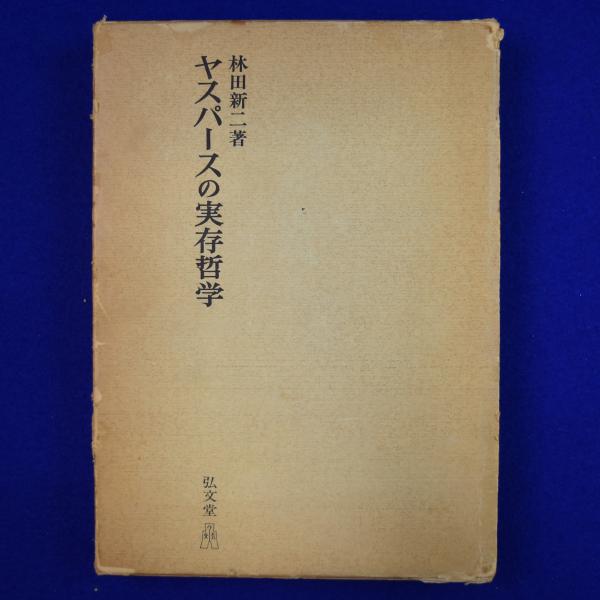 林田新二著
ヤスパースの実存哲学
弘文堂